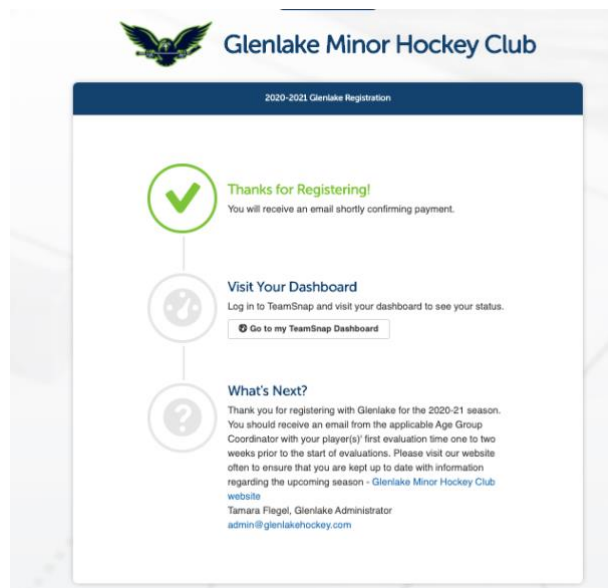 Glenlake Minor Hockey Club
2020-2021 Glenlake Registration
Thanks for Registering!
You will receive an email shortly confirming payment.
Visit Your Dashboard
Log in to TeamSnap and visit your dashboard to see your status.
Go to my TeamSnap Dashboard
What's Next?
Thank you for registering with Glenlake for the 2020-21 season.
You should receive an email from the applicable Age Group
Coordinator with your player(s)' first evaluation time one to two
weeks prior to the start of evaluations. Please visit our website
often to ensure that you are kept up to date with information
regarding the upcoming season - Glenlake Minor Hockey Club
website
Tamara Flegel, Glenlake Administrator
admin@glenlakehockey.com